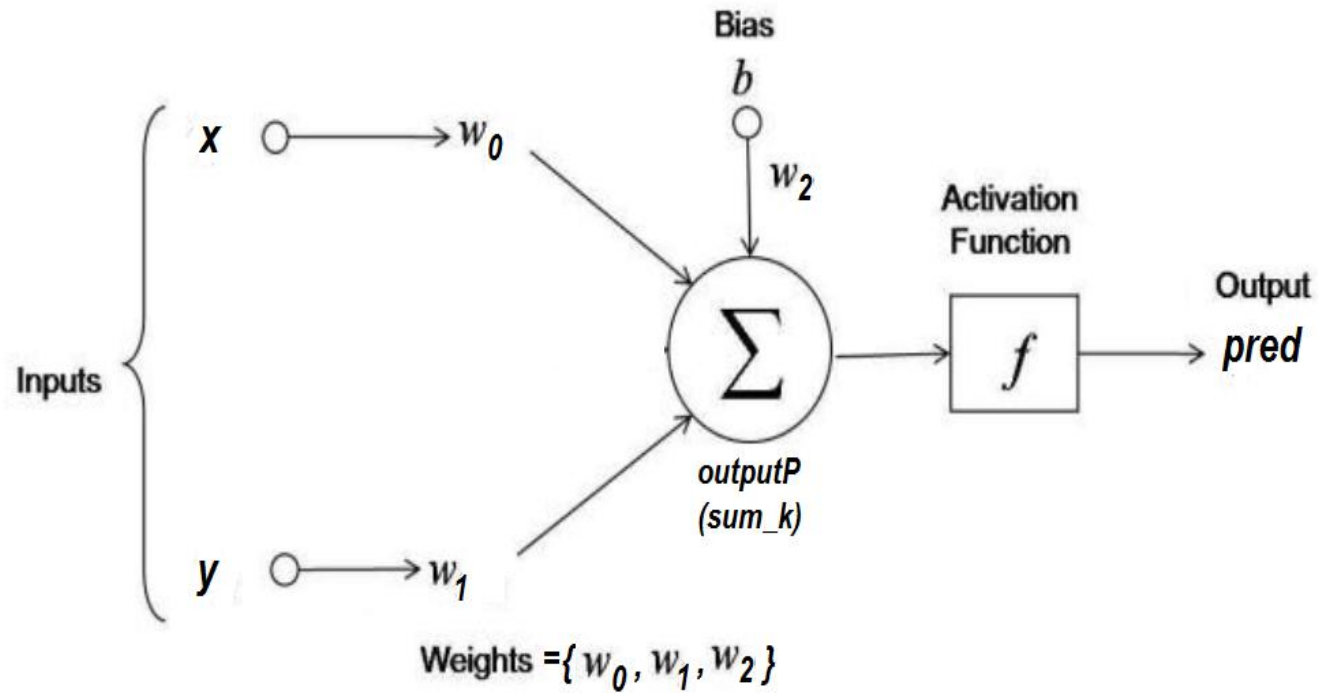 Bias
b
x
w0
w2
Activation
Function
Output
Σ
f
pred
Inputs
outputP
(sum_k)
y
w1
Weights ={ w0 , w1 , w2 }